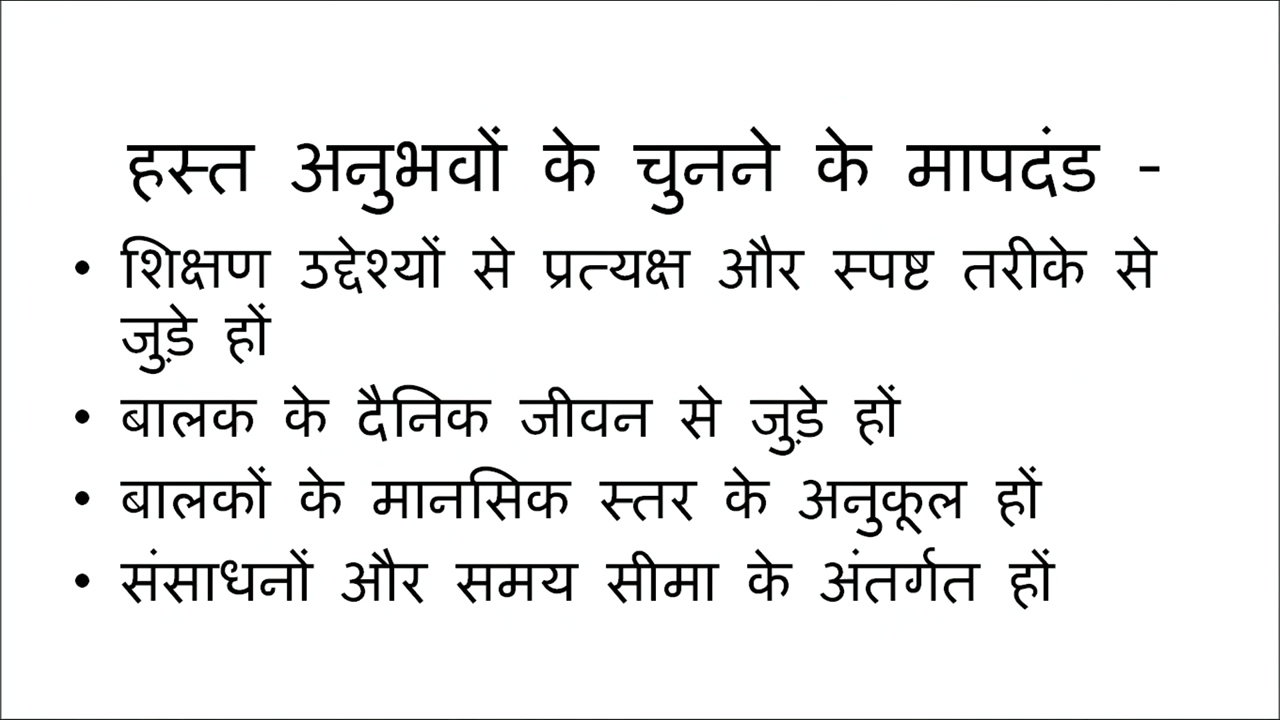 हस्त अनुभवों के चुनने के मापदंड -
• शिक्षण उद्देश्यों से प्रत्यक्ष और स्पष्ट तरीके से
जुड़े हों
• बालक के दैनिक जीवन से जुड़े हों
• बालकों के मानसिक स्तर के अनुकूल हों
• संसाधनों और समय सीमा के अंतर्गत हों